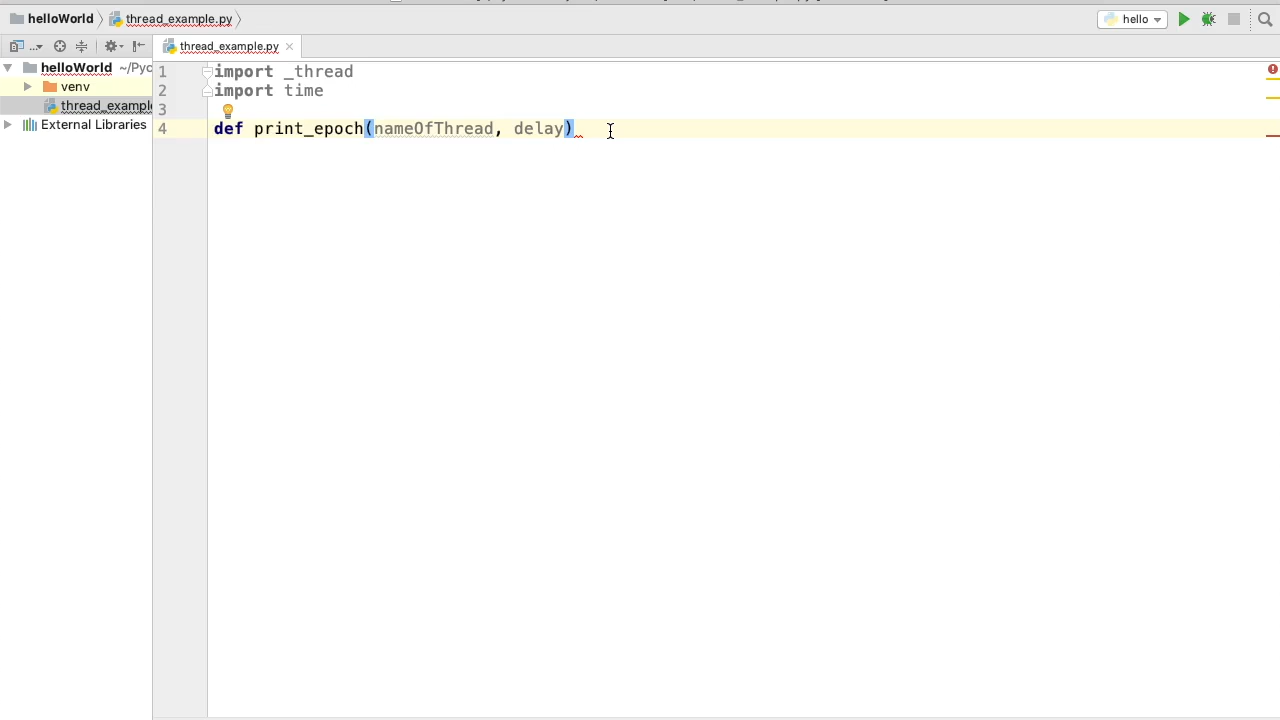 helloWorld thread_example.py hello
... thread_example.py
helloWorld ~/Pyc
venv
thread_example
External Libraries
1 import _thread
2 import time
3
4 def print_epoch(nameOfThread, delay)